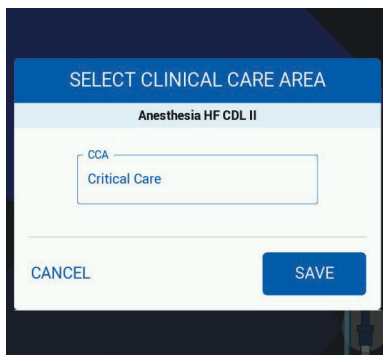 SELECT CLINICAL CARE AREA
Anesthesia HF CDL II
CCA
Critical Care
CANCEL
SAVE